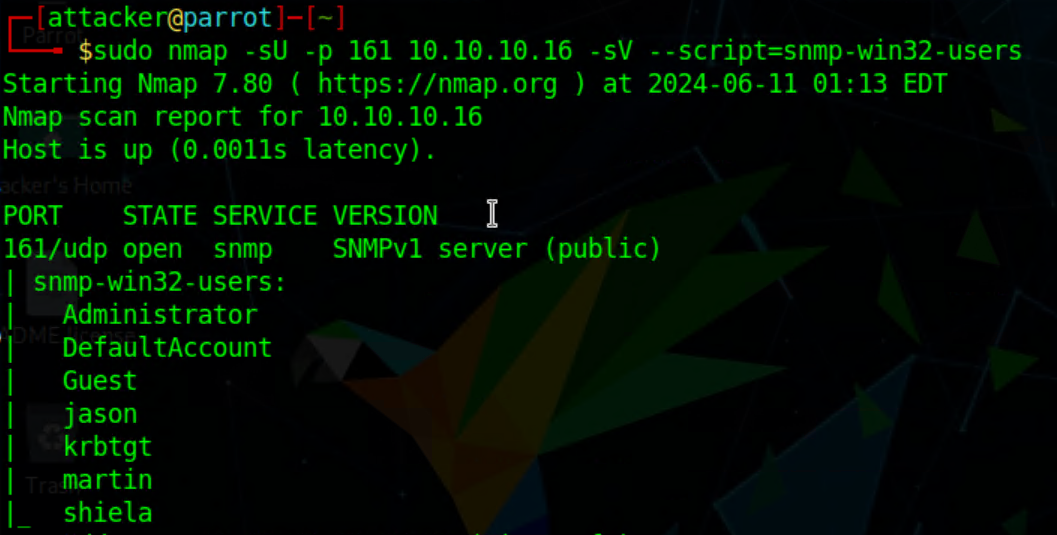 [attacker@parrot]─[~]
$sudo nmap -sU -p 161 10.10.10.16 -sV --script=snmp-win32-users
Starting Nmap 7.80 ( https://nmap.org ) at 2024-06-11 01:13 EDT
Nmap scan report for 10.10.10.16
Host is up (0.0011s latency).
acker's Home
PORT    STATE SERVICE VERSION
161/udp open  snmp    SNMPv1 server (public)
| snmp-win32-users:
|   Administrator
|   DefaultAccount
|   Guest
|   jason
|   krbtgt
|   martin
|_  shiela